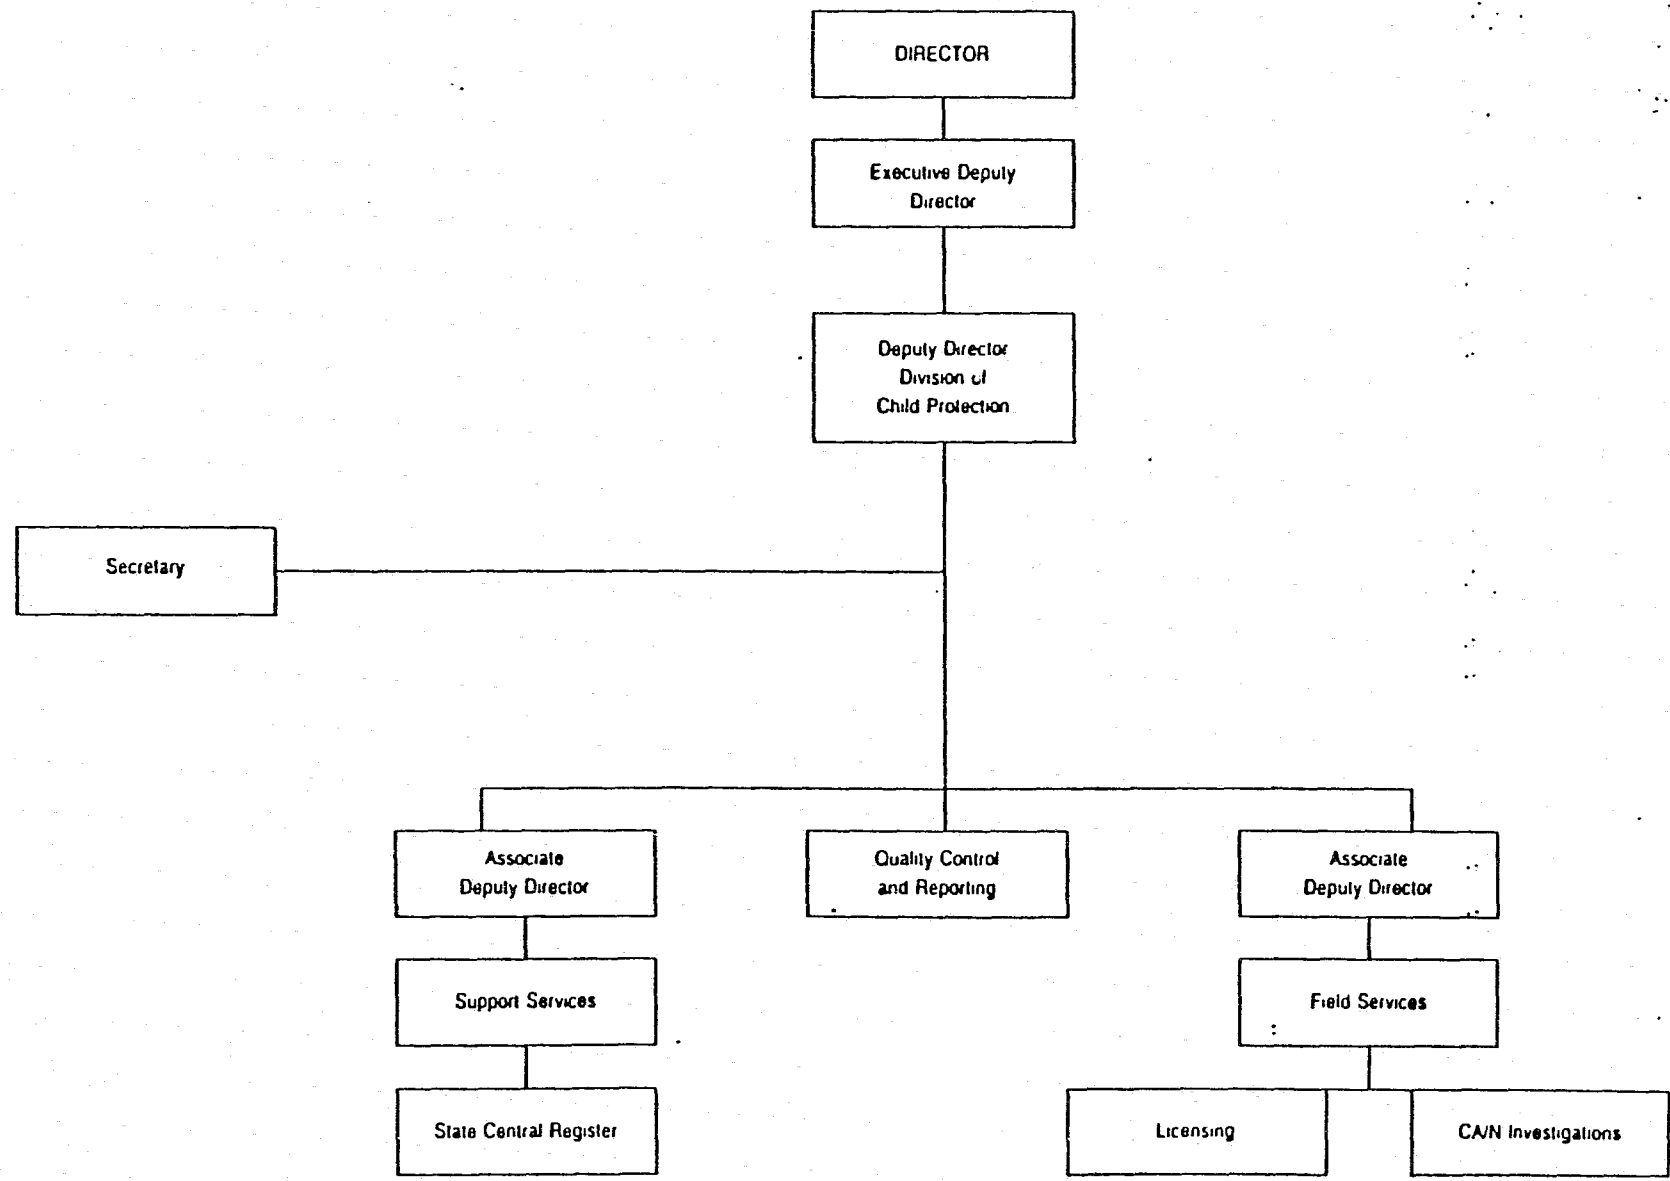 DIRECTOR
Executive Deputy
Director
Deputy Director
Division of
Child Protection
Secretary
Associate
Deputy Director
Quality Control
and Reporting
Associate
Deputy Director
Support Services
Field Services
State Central Register
Licensing
CA/N Investigations